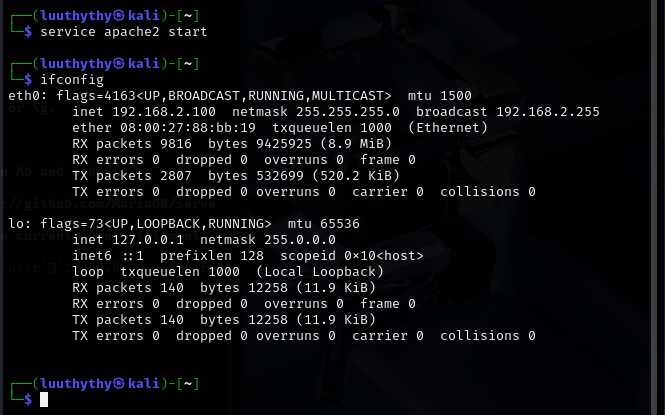 ┌──(luuthythy㉿kali)-[~]
└─$ service apache2 start
┌──(luuthythy㉿kali)-[~]
└─$ ifconfig
eth0: flags=4163<UP,BROADCAST,RUNNING,MULTICAST>  mtu 1500
        inet 192.168.2.100  netmask 255.255.255.0  broadcast 192.168.2.255
        ether 08:00:27:88:bb:19  txqueuelen 1000  (Ethernet)
        RX packets 9816  bytes 9425925 (8.9 MiB)
        RX errors 0  dropped 0  overruns 0  frame 0
        TX packets 2807  bytes 532699 (520.2 KiB)
        TX errors 0  dropped 0 overruns 0  carrier 0  collisions 0
lo: flags=73<UP,LOOPBACK,RUNNING>  mtu 65536
        inet 127.0.0.1  netmask 255.0.0.0
        inet6 ::1  prefixlen 128  scopeid 0×10<host>
        loop  txqueuelen 1000  (Local Loopback)
        RX packets 140  bytes 12258 (11.9 KiB)
        RX errors 0  dropped 0  overruns 0  frame 0
        TX packets 140  bytes 12258 (11.9 KiB)
        TX errors 0  dropped 0 overruns 0  carrier 0  collisions 0
┌──(luuthythy㉿kali)-[~]
└─$